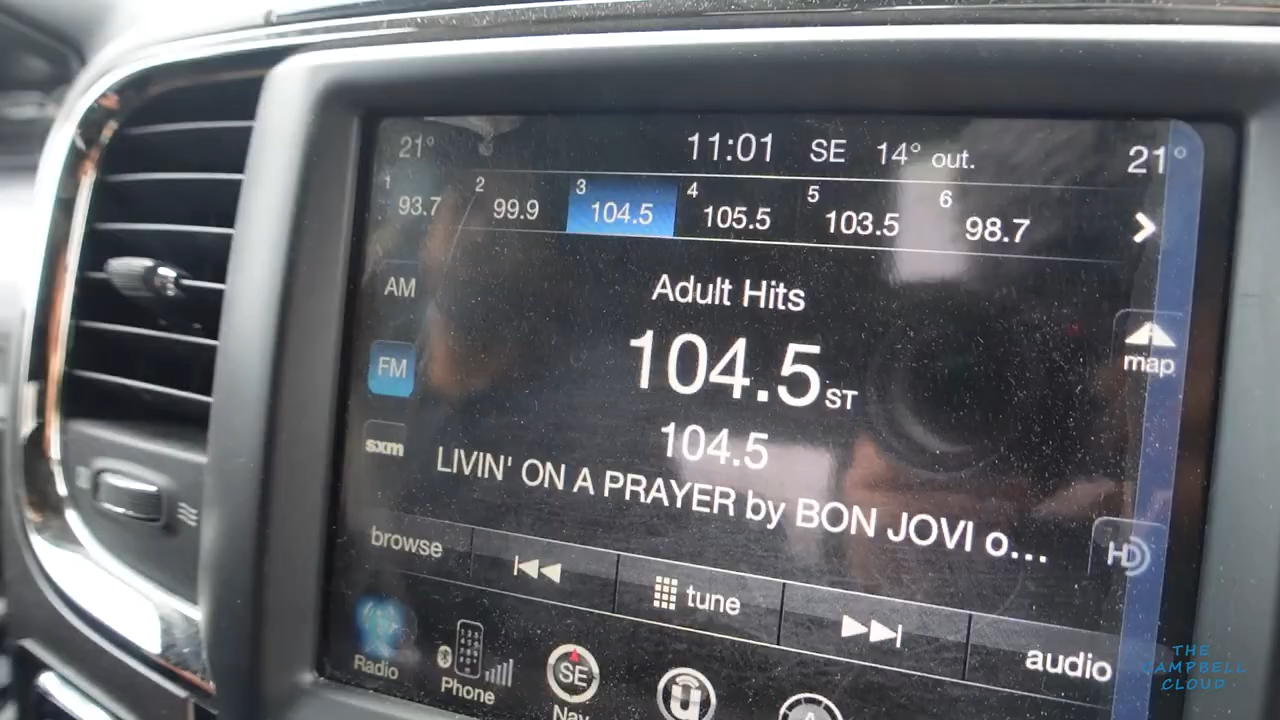 21° 11:01 SE 14° out. 21°
1 93.7 2 99.9 3 104.5 4 105.5 5 103.5 6 98.7
Adult Hits
AM
104.5 ST
map
FM
104.5
sxm
LIVIN' ON A PRAYER by BON JOVI o...
HD
browse
tune
audio
Radio
Phone
SE
Nav
THE
CAMPBELL
CLOUD